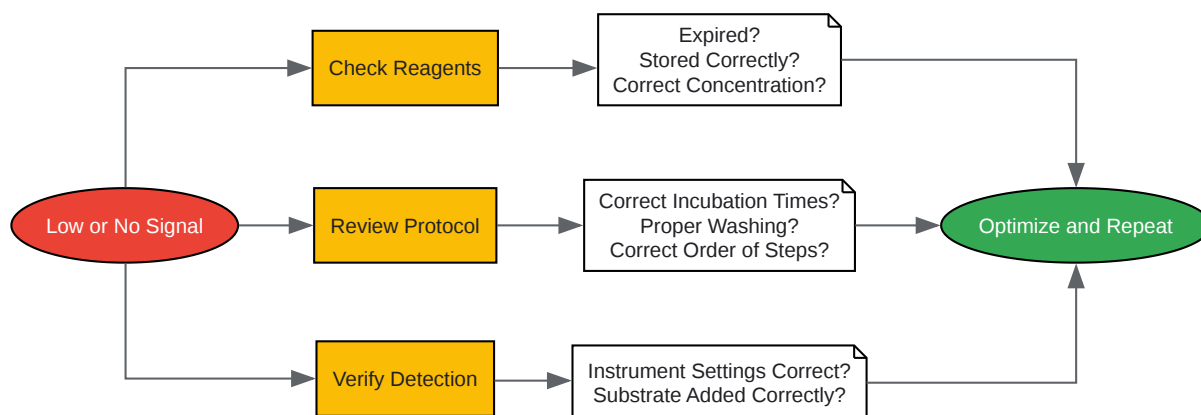 Check Reagents
Expired?
Stored Correctly?
Correct Concentration?
Low or No Signal
Review Protocol
Correct Incubation Times?
Proper Washing?
Correct Order of Steps?
Optimize and Repeat
Verify Detection
Instrument Settings Correct?
Substrate Added Correctly?